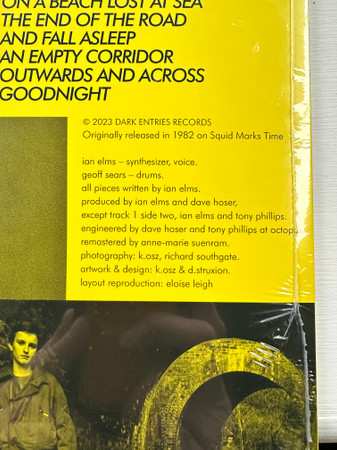 ON A BEACH LOST AT SEA
THE END OF THE ROAD
AND FALL ASLEEP
AN EMPTY CORRIDOR
OUTWARDS AND ACROSS
GOODNIGHT
© 2023 DARK ENTRIES RECORDS
Originally released in 1982 on Squid Marks Time
ian elms – synthesizer, voice.
geoff sears – drums.
all pieces written by ian elms.
produced by ian elms and dave hoser,
except track 1 side two, ian elms and tony phillips.
engineered by dave hoser and tony phillips at octop
remastered by anne-marie suenram.
photography: k.osz, richard southgate.
artwork & design: k.osz & d.struxion.
layout reproduction: eloise leigh